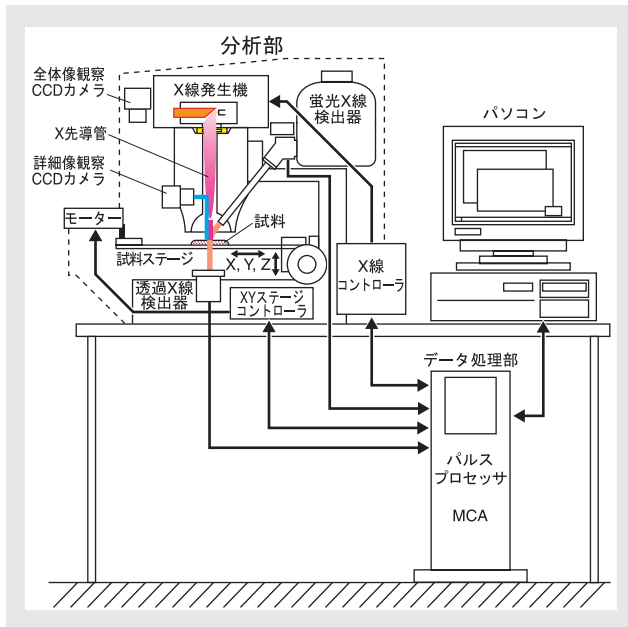 分析部
全体像観察
CCDカメラ
X線発生機
蛍光X線
検出器
パソコン
X先導管
詳細像観察
CCDカメラ
モーター
試料
試料ステージ
X, Y, Z
X線
コントローラ
透過X線
検出器
XYステージ
コントローラ
データ処理部
パルス
プロセッサ
MCA